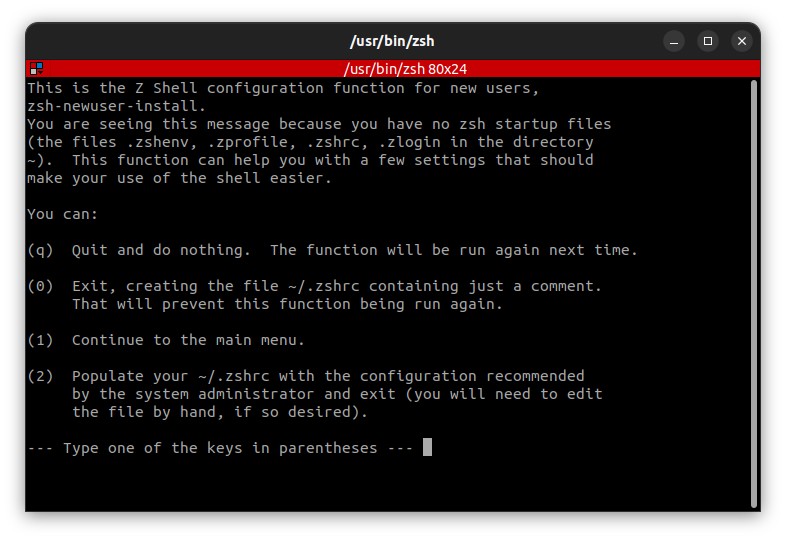 /usr/bin/zsh
/usr/bin/zsh 80x24
This is the Z Shell configuration function for new users,
zsh-newuser-install.
You are seeing this message because you have no zsh startup files
(the files .zshenv, .zprofile, .zshrc, .zlogin in the directory
~).  This function can help you with a few settings that should
make your use of the shell easier.

You can:

(q)  Quit and do nothing.  The function will be run again next time.

(0)  Exit, creating the file ~/.zshrc containing just a comment.
     That will prevent this function being run again.

(1)  Continue to the main menu.

(2)  Populate your ~/.zshrc with the configuration recommended
     by the system administrator and exit (you will need to edit
     the file by hand, if so desired).

--- Type one of the keys in parentheses ---